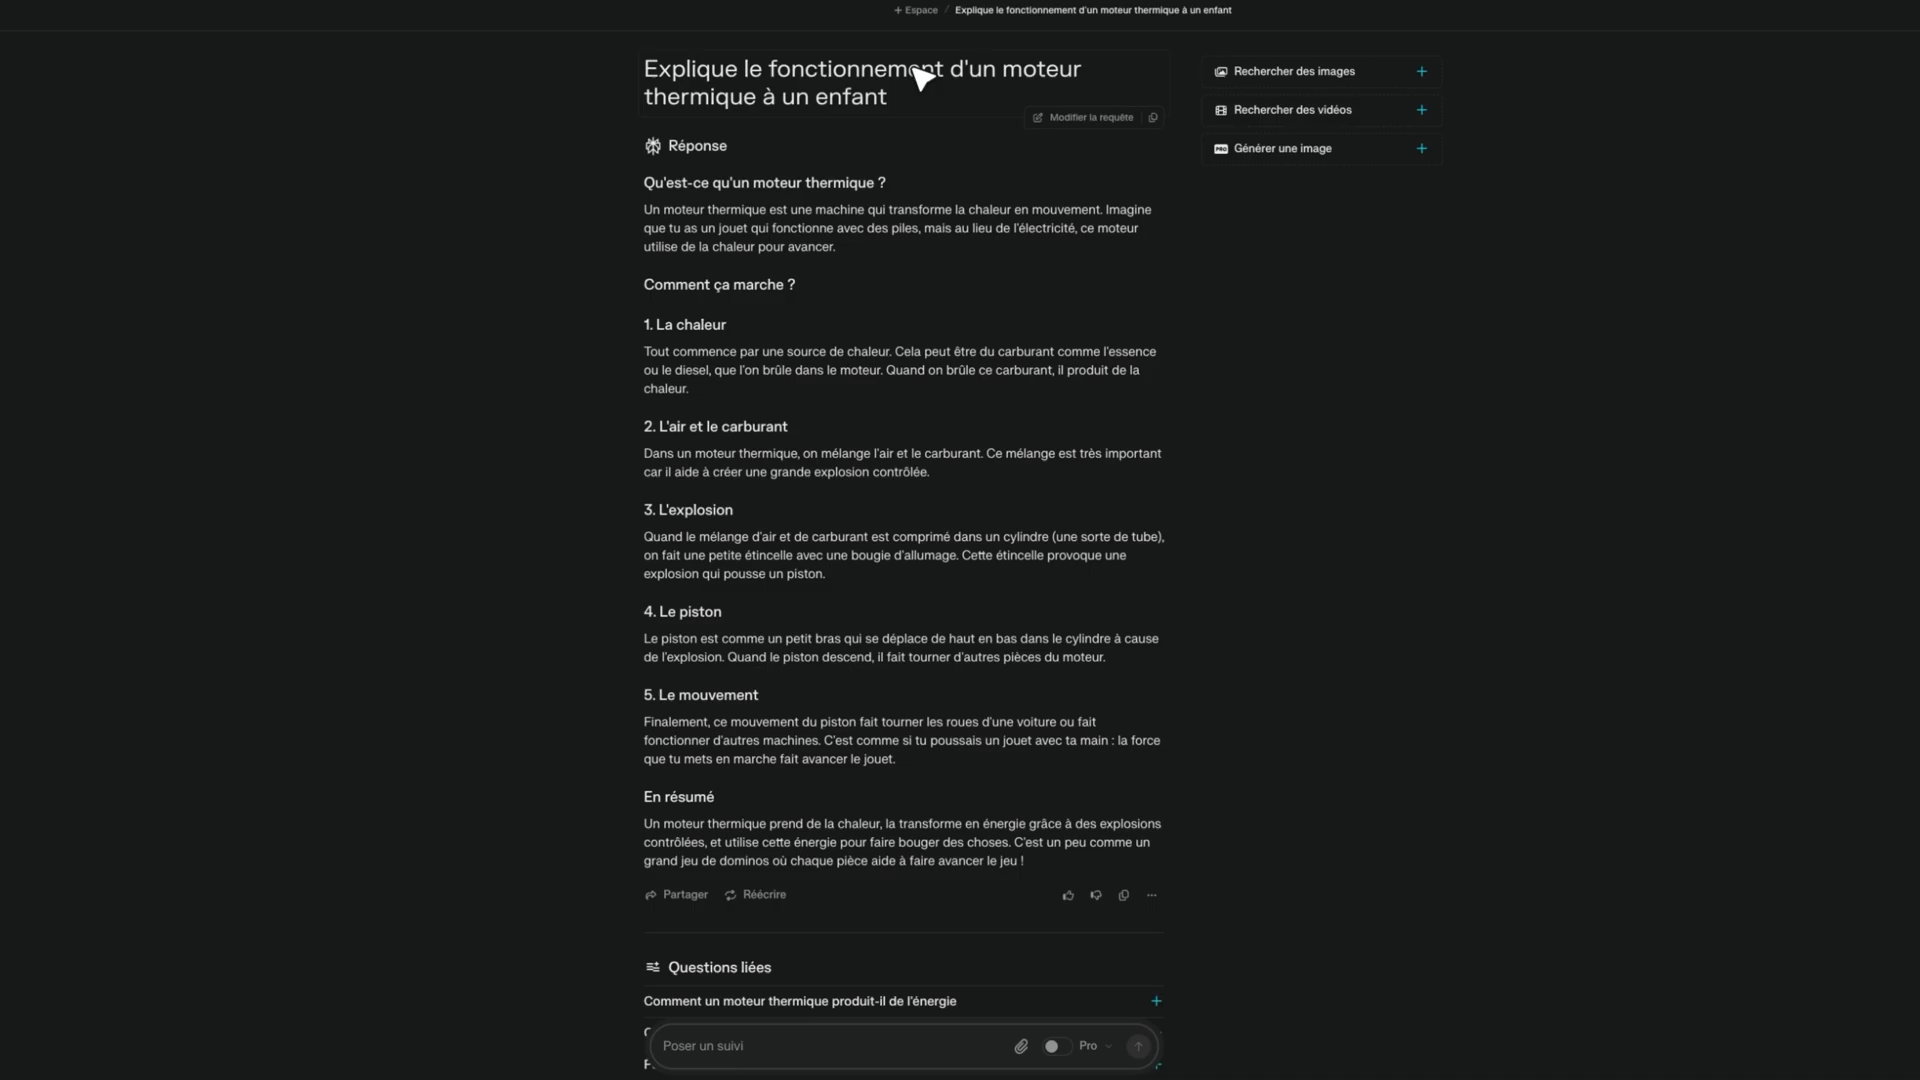 + Espace / Explique le fonctionnement d'un moteur thermique à un enfant
Explique le fonctionnement d'un moteur
thermique à un enfant
Modifier la requête
Rechercher des images
Rechercher des vidéos
PRO Générer une image
Réponse
Qu'est-ce qu'un moteur thermique ?
Un moteur thermique est une machine qui transforme la chaleur en mouvement. Imagine
que tu as un jouet qui fonctionne avec des piles, mais au lieu de l'électricité, ce moteur
utilise de la chaleur pour avancer.
Comment ça marche ?
1. La chaleur
Tout commence par une source de chaleur. Cela peut être du carburant comme l'essence
ou le diesel, que l'on brûle dans le moteur. Quand on brûle ce carburant, il produit de la
chaleur.
2. L'air et le carburant
Dans un moteur thermique, on mélange l'air et le carburant. Ce mélange est très important
car il aide à créer une grande explosion contrôlée.
3. L'explosion
Quand le mélange d'air et de carburant est comprimé dans un cylindre (une sorte de tube),
on fait une petite étincelle avec une bougie d'allumage. Cette étincelle provoque une
explosion qui pousse un piston.
4. Le piston
Le piston est comme un petit bras qui se déplace de haut en bas dans le cylindre à cause
de l'explosion. Quand le piston descend, il fait tourner d'autres pièces du moteur.
5. Le mouvement
Finalement, ce mouvement du piston fait tourner les roues d'une voiture ou fait
fonctionner d'autres machines. C'est comme si tu poussais un jouet avec ta main : la force
que tu mets en marche fait avancer le jouet.
En résumé
Un moteur thermique prend de la chaleur, la transforme en énergie grâce à des explosions
contrôlées, et utilise cette énergie pour faire bouger des choses. C'est un peu comme un
grand jeu de dominos où chaque pièce aide à faire avancer le jeu !
Partager Réécrire
Questions liées
Comment un moteur thermique produit-il de l'énergie
Poser un suivi Pro